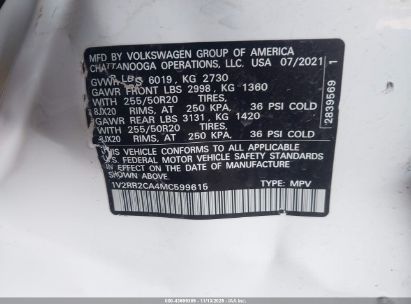 MFD BY VOLKSWAGEN GROUP OF AMERICA
CHATTANOOGA OPERATIONS, LLC. USA 07/2021
GVWR LBS 6019, KG 2730
GAWR FRONT LBS 2998, KG 1360
WITH 255/50R20 TIRES,
8JX20 RIMS, AT 250 KPA, 36 PSI COLD
GAWR REAR LBS 3131, KG 1420
WITH 255/50R20 TIRES,
8JX20 RIMS, AT 250 KPA, 36 PSI COLD
THIS VEHICLE CONFORMS TO ALL APPLICABLE
U.S. FEDERAL MOTOR VEHICLE SAFETY STANDARDS
IN EFFECT ON THE DATE OF MANUFACTURE
SHOWN ABOVE
1V2RR2CA4MC599615 TYPE: MPV
2839569 1